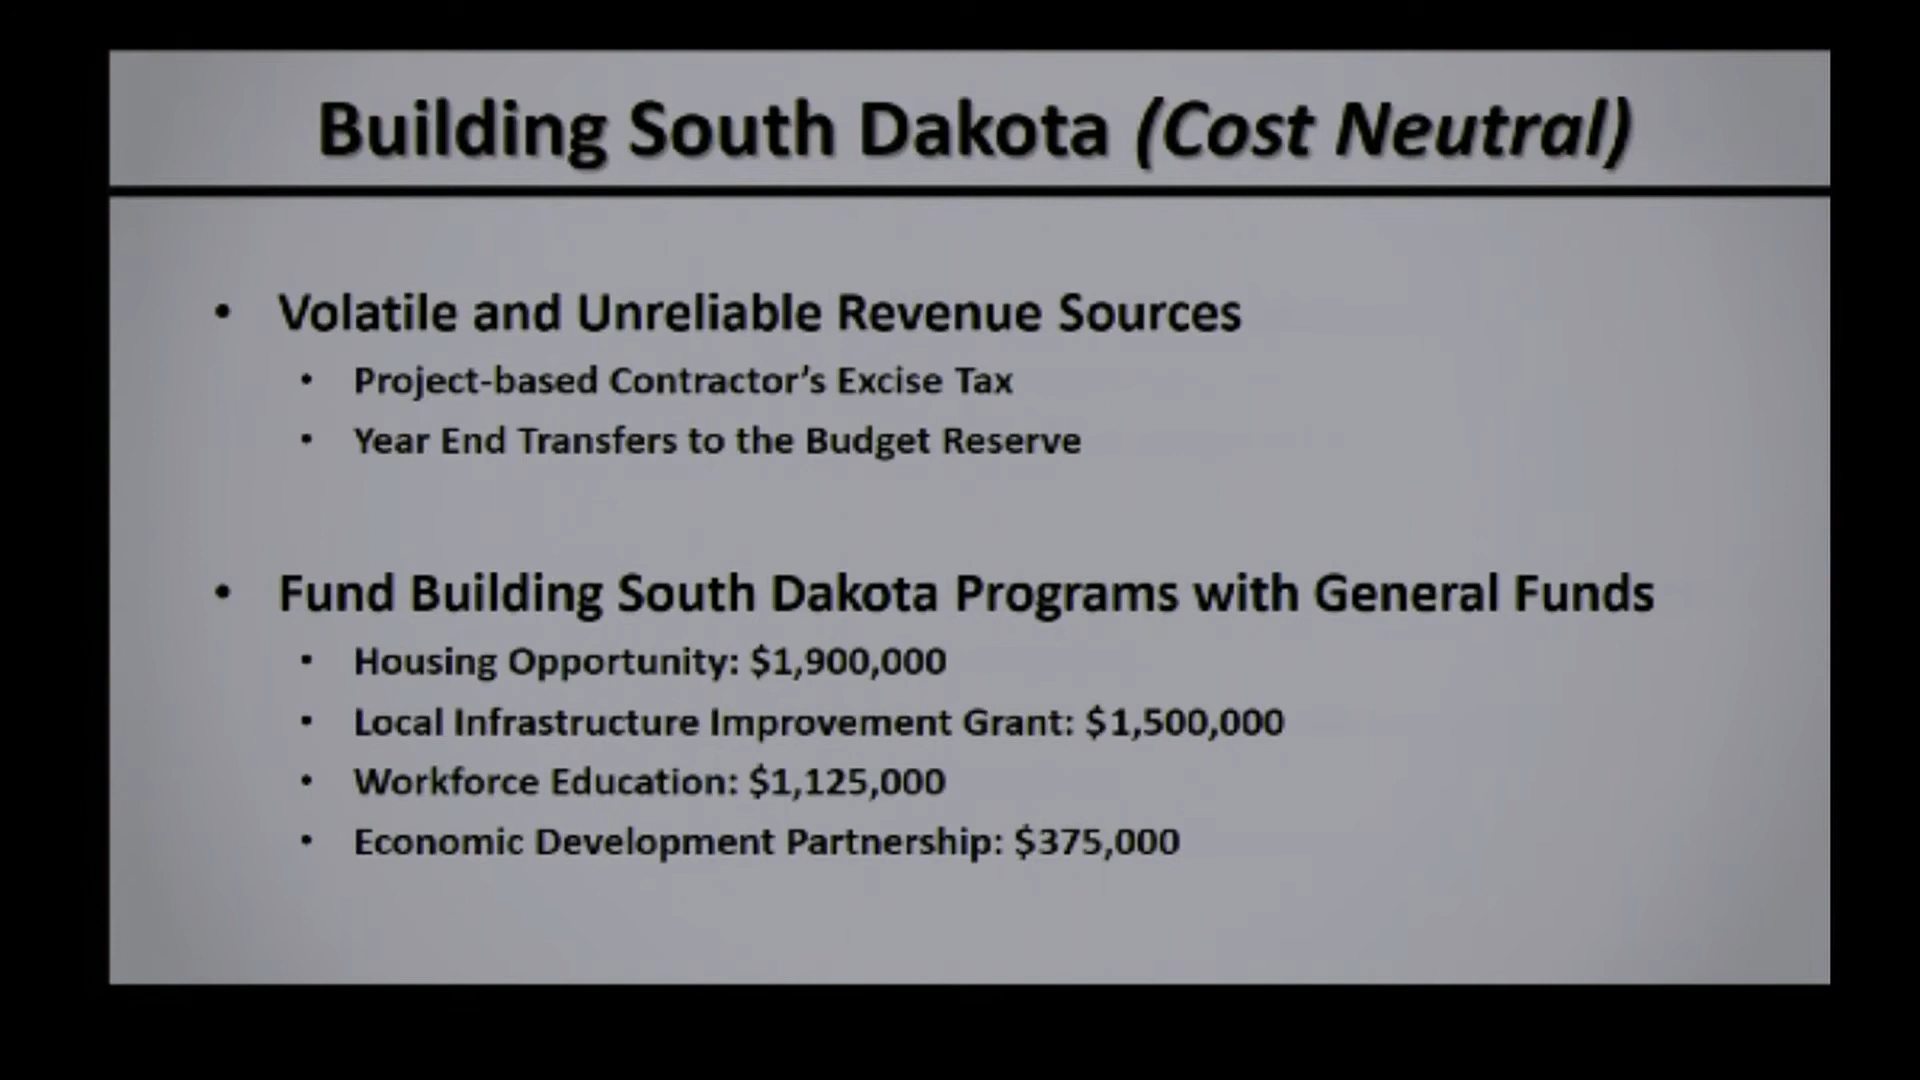 Building South Dakota (Cost Neutral)
• Volatile and Unreliable Revenue Sources
• Project-based Contractor’s Excise Tax
• Year End Transfers to the Budget Reserve
• Fund Building South Dakota Programs with General Funds
• Housing Opportunity: $1,900,000
• Local Infrastructure Improvement Grant: $1,500,000
• Workforce Education: $1,125,000
• Economic Development Partnership: $375,000